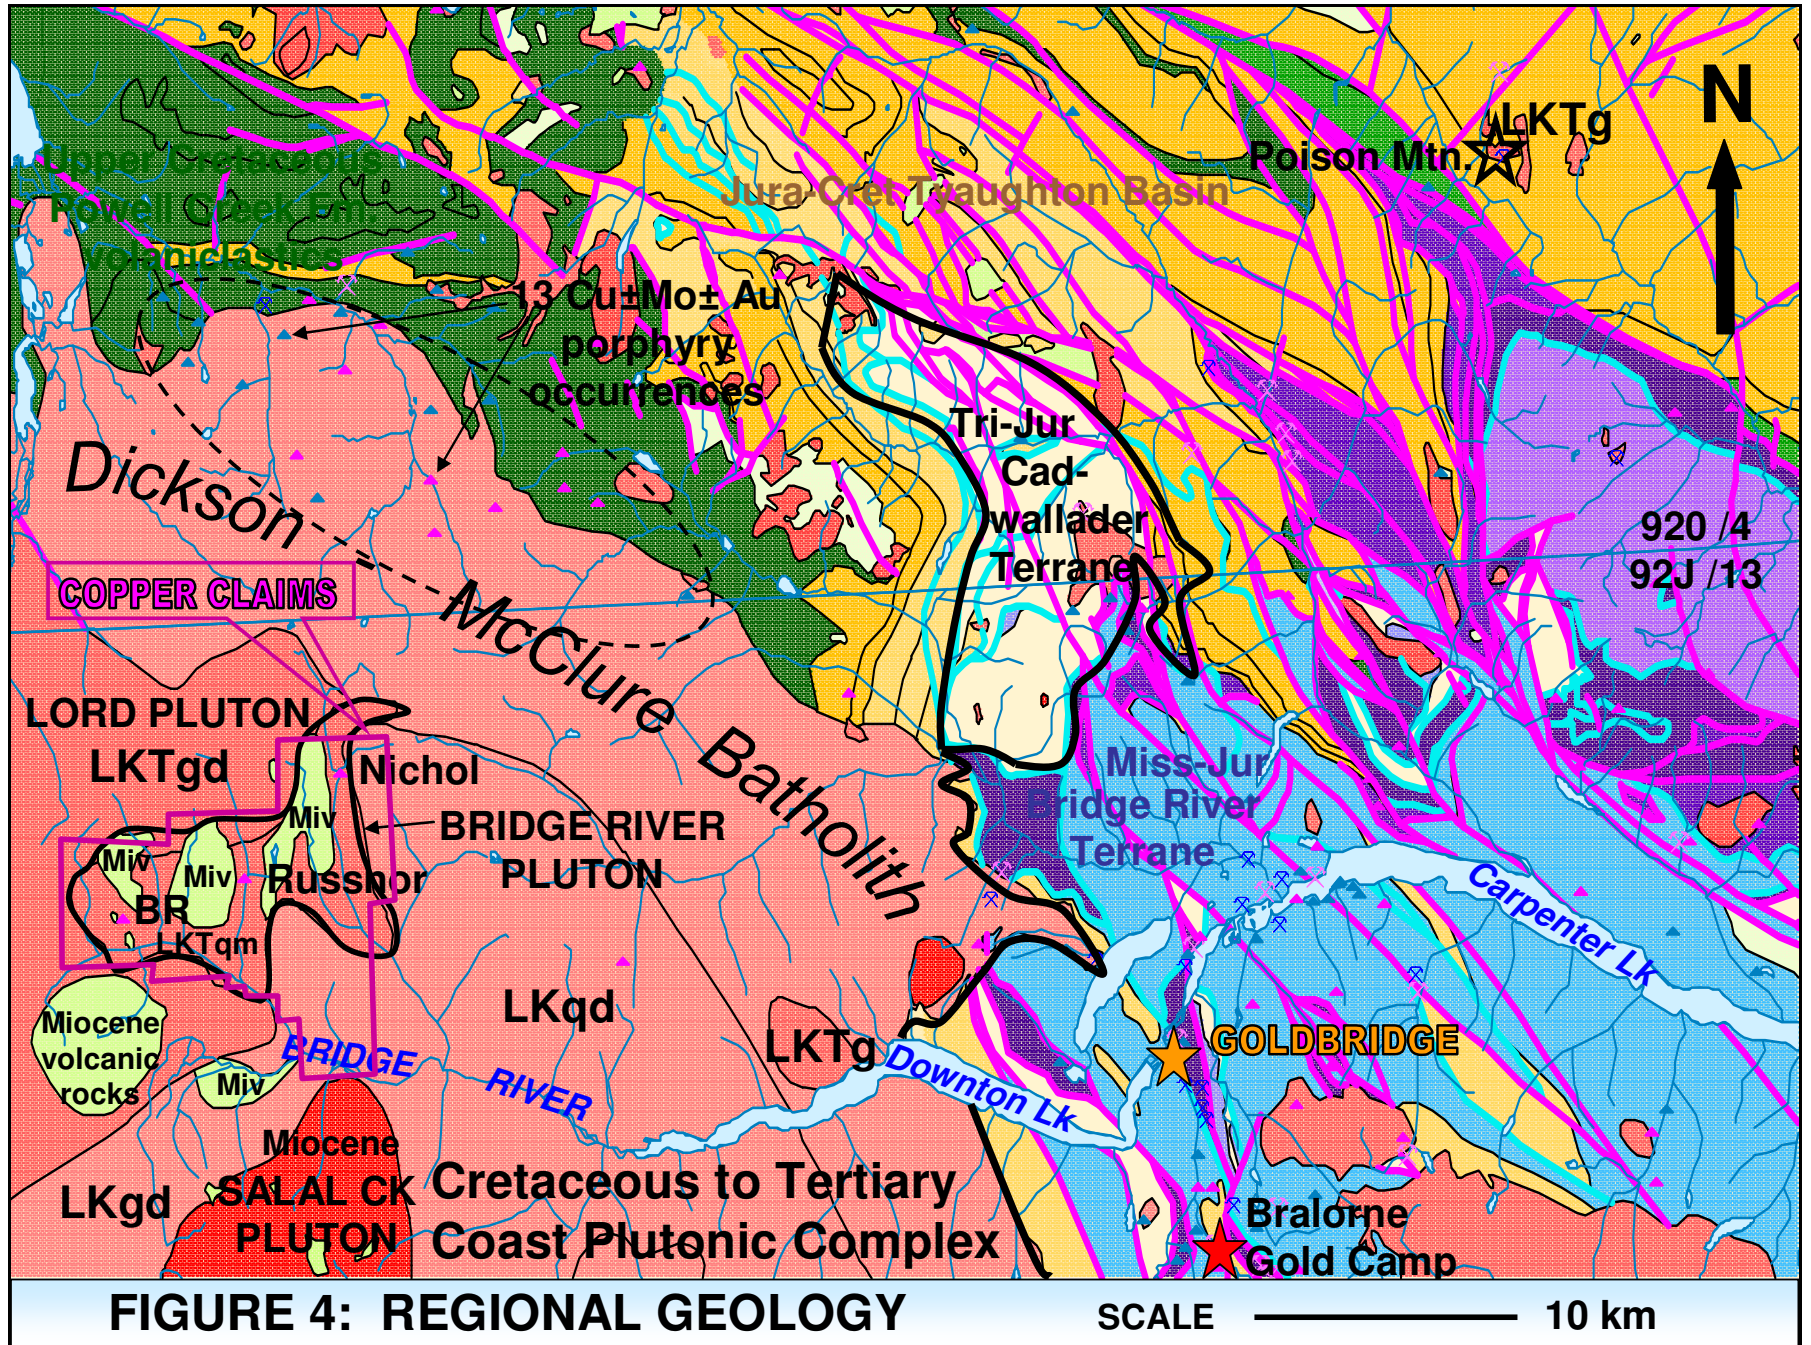 N
LKTg
Poison Mtn.
Upper Cretaceous
Powell Creek Fm.
volaniclastics
Jura-Cret Tyaughton Basin
13 Cu±Mo± Au
porphyry
occurrences
Tri-Jur
Cad-
wallader
Terrane
Dickson
McClure
Batholith
920 /4
92J /13
COPPER CLAIMS
LORD PLUTON
LKTgd
Nichol
Miv
BRIDGE RIVER
PLUTON
Miv
Miv
Russnor
BR
LKTqm
Miss-Jur
Bridge River
Terrane
Carpenter Lk
LKqd
LKTg
Miocene
volcanic
rocks
Miv
BRIDGE
RIVER
Downton Lk
GOLDBRIDGE
Miocene
SALAL CK
PLUTON
LKgd
Cretaceous to Tertiary
Coast Plutonic Complex
Bralorne
Gold Camp
FIGURE 4: REGIONAL GEOLOGY
SCALE
10 km